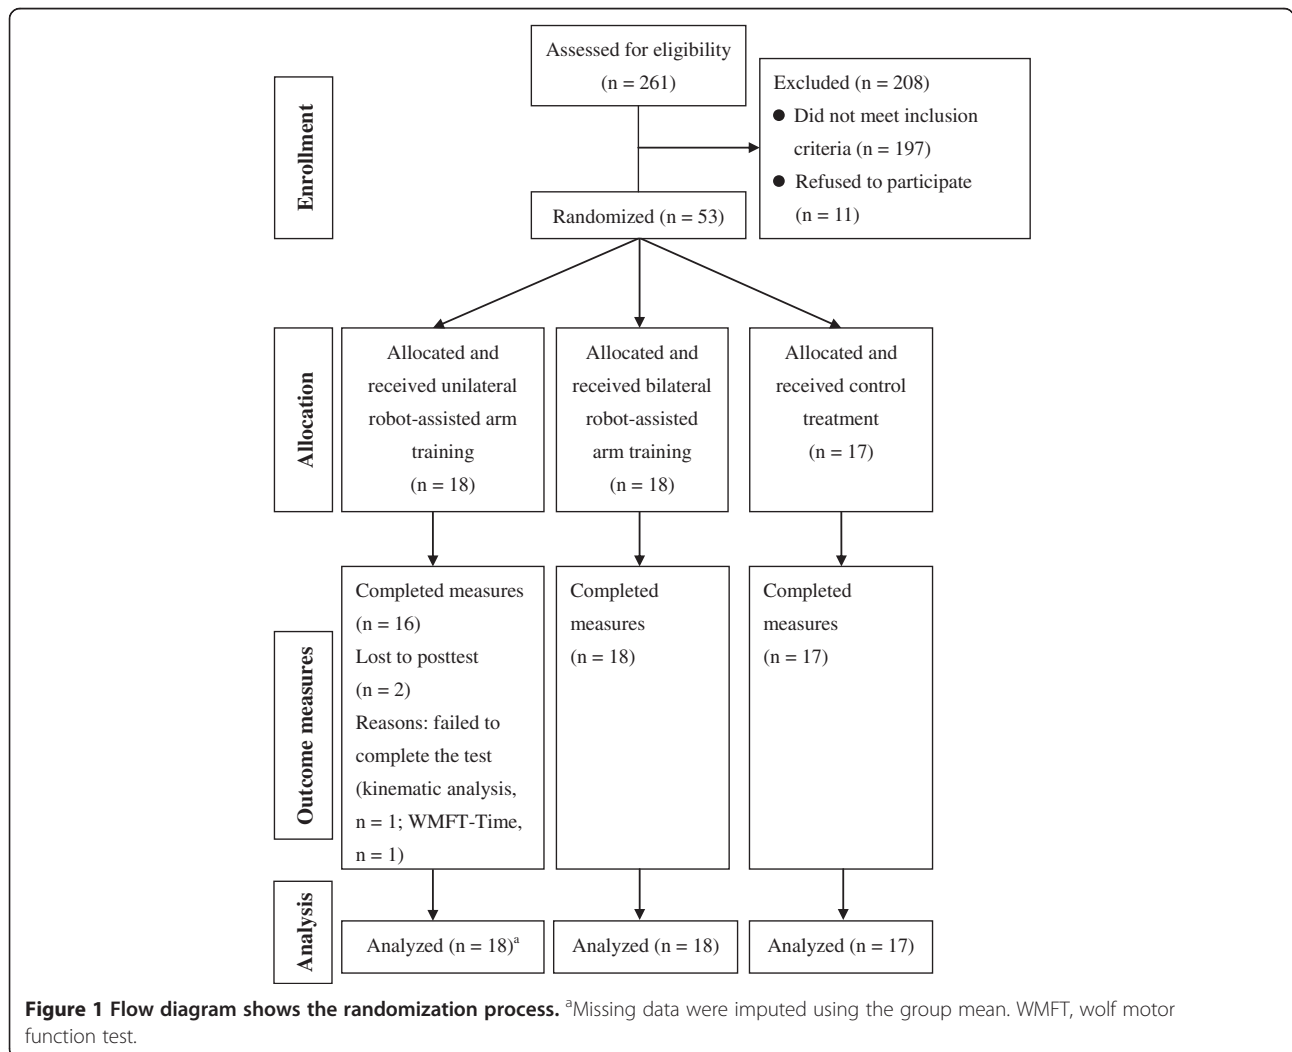 Assessed for eligibility
(n = 261)
Enrollment
Excluded (n = 208)
● Did not meet inclusion
criteria (n = 197)
● Refused to participate
(n = 11)
Randomized (n = 53)
Allocation
Allocated and
received unilateral
robot-assisted arm
training
(n = 18)
Allocated and
received bilateral
robot-assisted
arm training
(n = 18)
Allocated and
received control
treatment
(n = 17)
Outcome measures
Completed measures
(n = 16)
Lost to posttest
(n = 2)
Reasons: failed to
complete the test
(kinematic analysis,
n = 1; WMFT-Time,
n = 1)
Completed
measures
(n = 18)
Completed
measures
(n = 17)
Analysis
Analyzed (n = 18)a
Analyzed (n = 18)
Analyzed (n = 17)
Figure 1 Flow diagram shows the randomization process. aMissing data were imputed using the group mean. WMFT, wolf motor
function test.